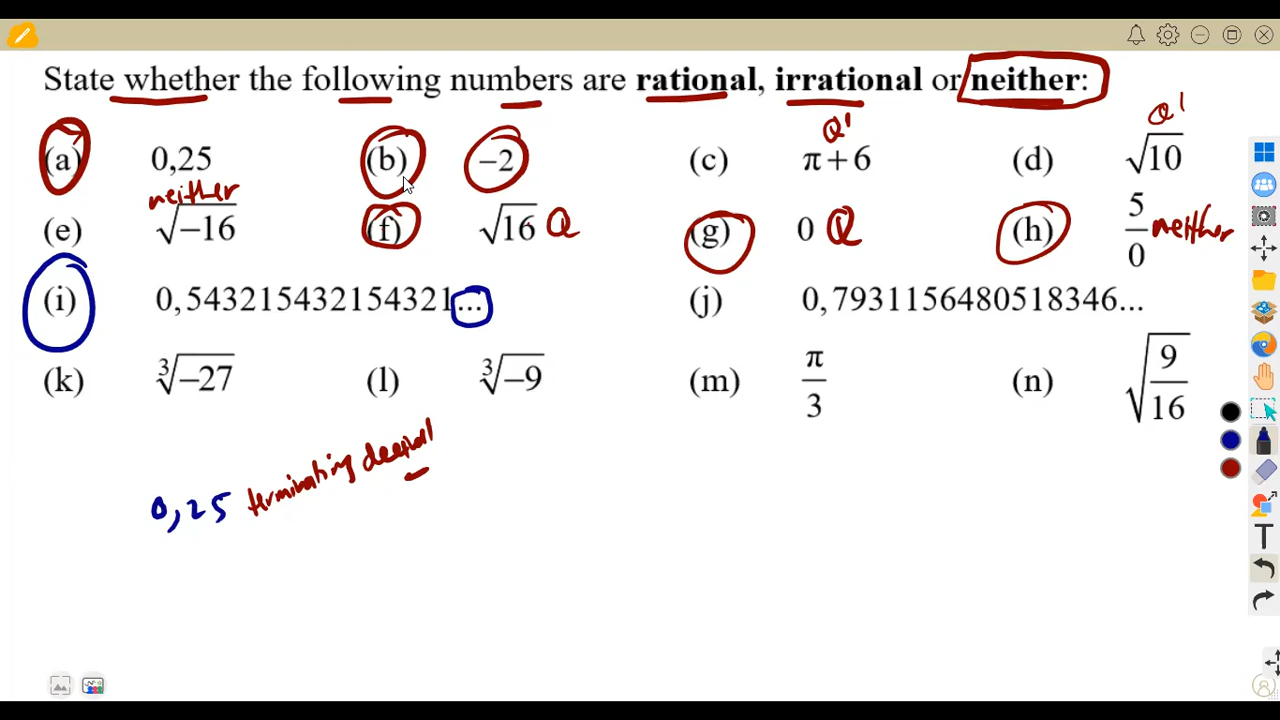 State whether the following numbers are rational, irrational or neither:
Q' Q'
(a) 0,25 (b) –2 (c) π + 6 (d) √10
neither
(e) √–16 (f) √16 Q (g) 0 Q (h) 5/0 neither
(i) 0,543215432154321... (j) 0,7931156480518346...
(k) ∛–27 (l) ∛–9 (m) π/3 (n) √9/16
0,25 terminating decimal
T